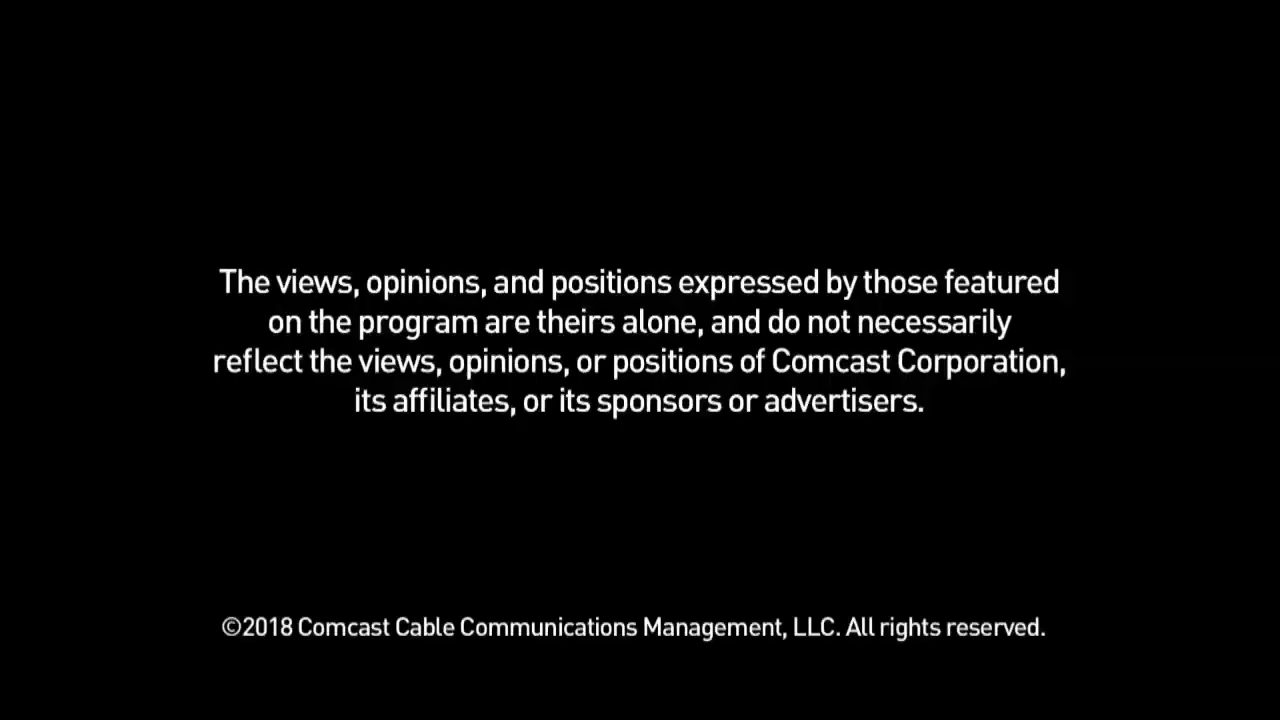 The views, opinions, and positions expressed by those featured
on the program are theirs alone, and do not necessarily
reflect the views, opinions, or positions of Comcast Corporation,
its affiliates, or its sponsors or advertisers.
©2018 Comcast Cable Communications Management, LLC. All rights reserved.